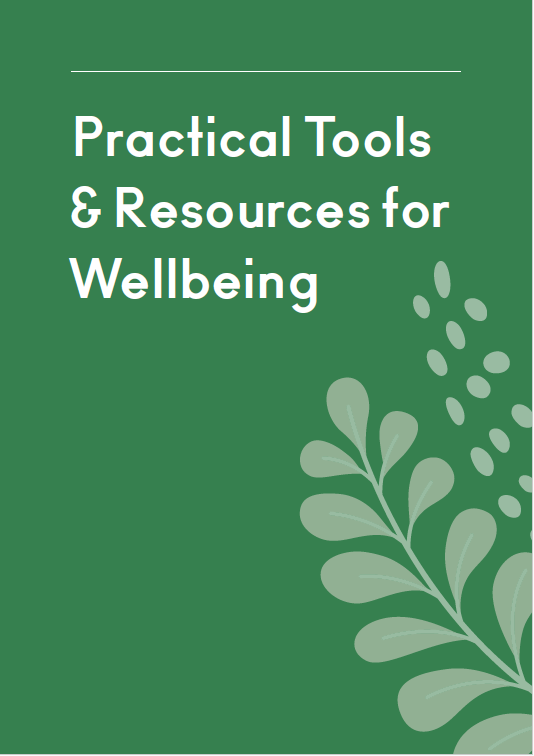 Practical Tools
& Resources for
Wellbeing